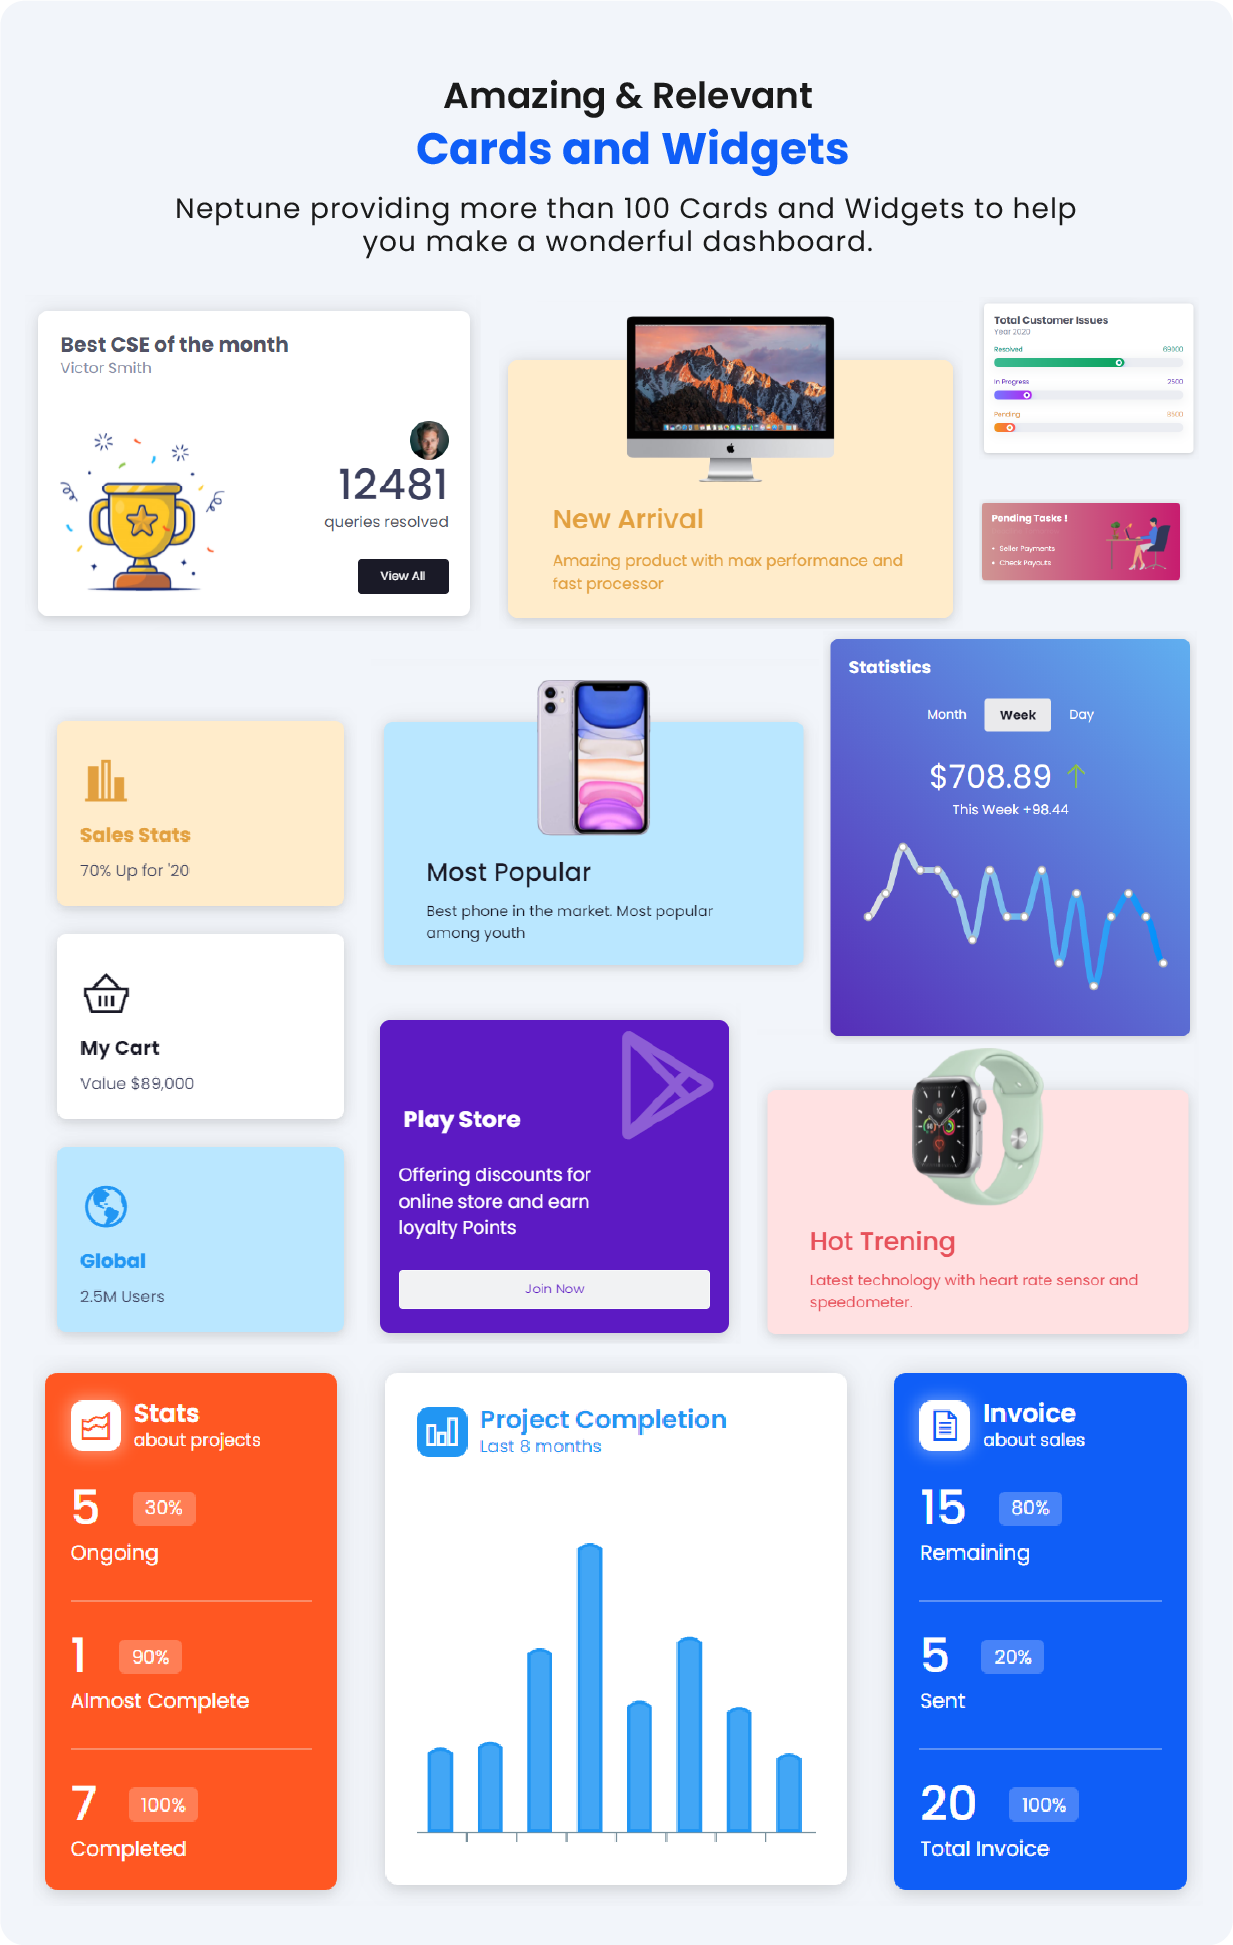 Amazing & Relevant
Cards and Widgets
Neptune providing more than 100 Cards and Widgets to help
you make a wonderful dashboard.
Best CSE of the month
Victor Smith
12481
queries resolved
View All
New Arrival
Amazing product with max performance and
fast processor
Total Customer Issues
Year 2020
Resolved 69000
In Progress 2500
Pending 9500
Pending Tasks !
• Seller Payments
• Check Payouts
Sales Stats
70% Up for '20
My Cart
Value $89,000
Global
2.5M Users
Most Popular
Best phone in the market. Most popular
among youth
Statistics
Month Week Day
$708.89
This Week +98.44
Play Store
Offering discounts for
online store and earn
loyalty Points
Join Now
Hot Trening
Latest technology with heart rate sensor and
speedometer.
Stats
about projects
5 30%
Ongoing
1 90%
Almost Complete
7 100%
Completed
Project Completion
Last 8 months
Invoice
about sales
15 80%
Remaining
5 20%
Sent
20 100%
Total Invoice